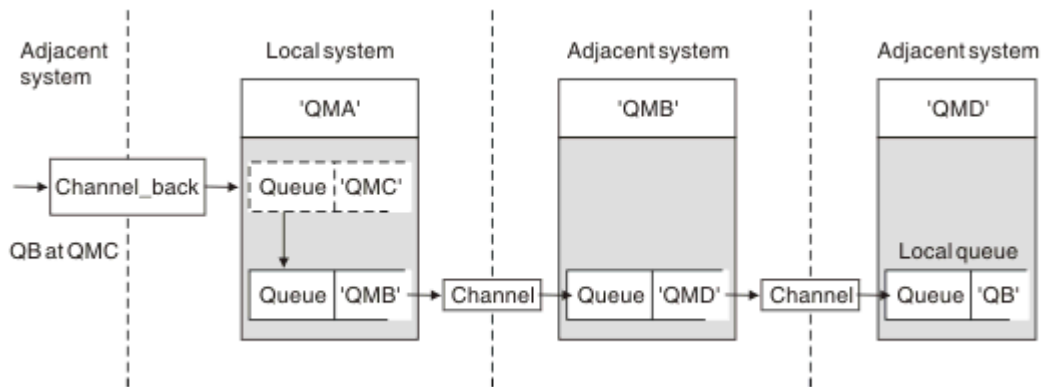 Adjacent
system
Local system
Adjacent system
Adjacent system
'QMA'
'QMB'
'QMD'
Channel_back
Queue 'QMC'
QB at QMC
Local queue
Queue 'QMB'
Channel
Queue 'QMD'
Channel
Queue 'QB'